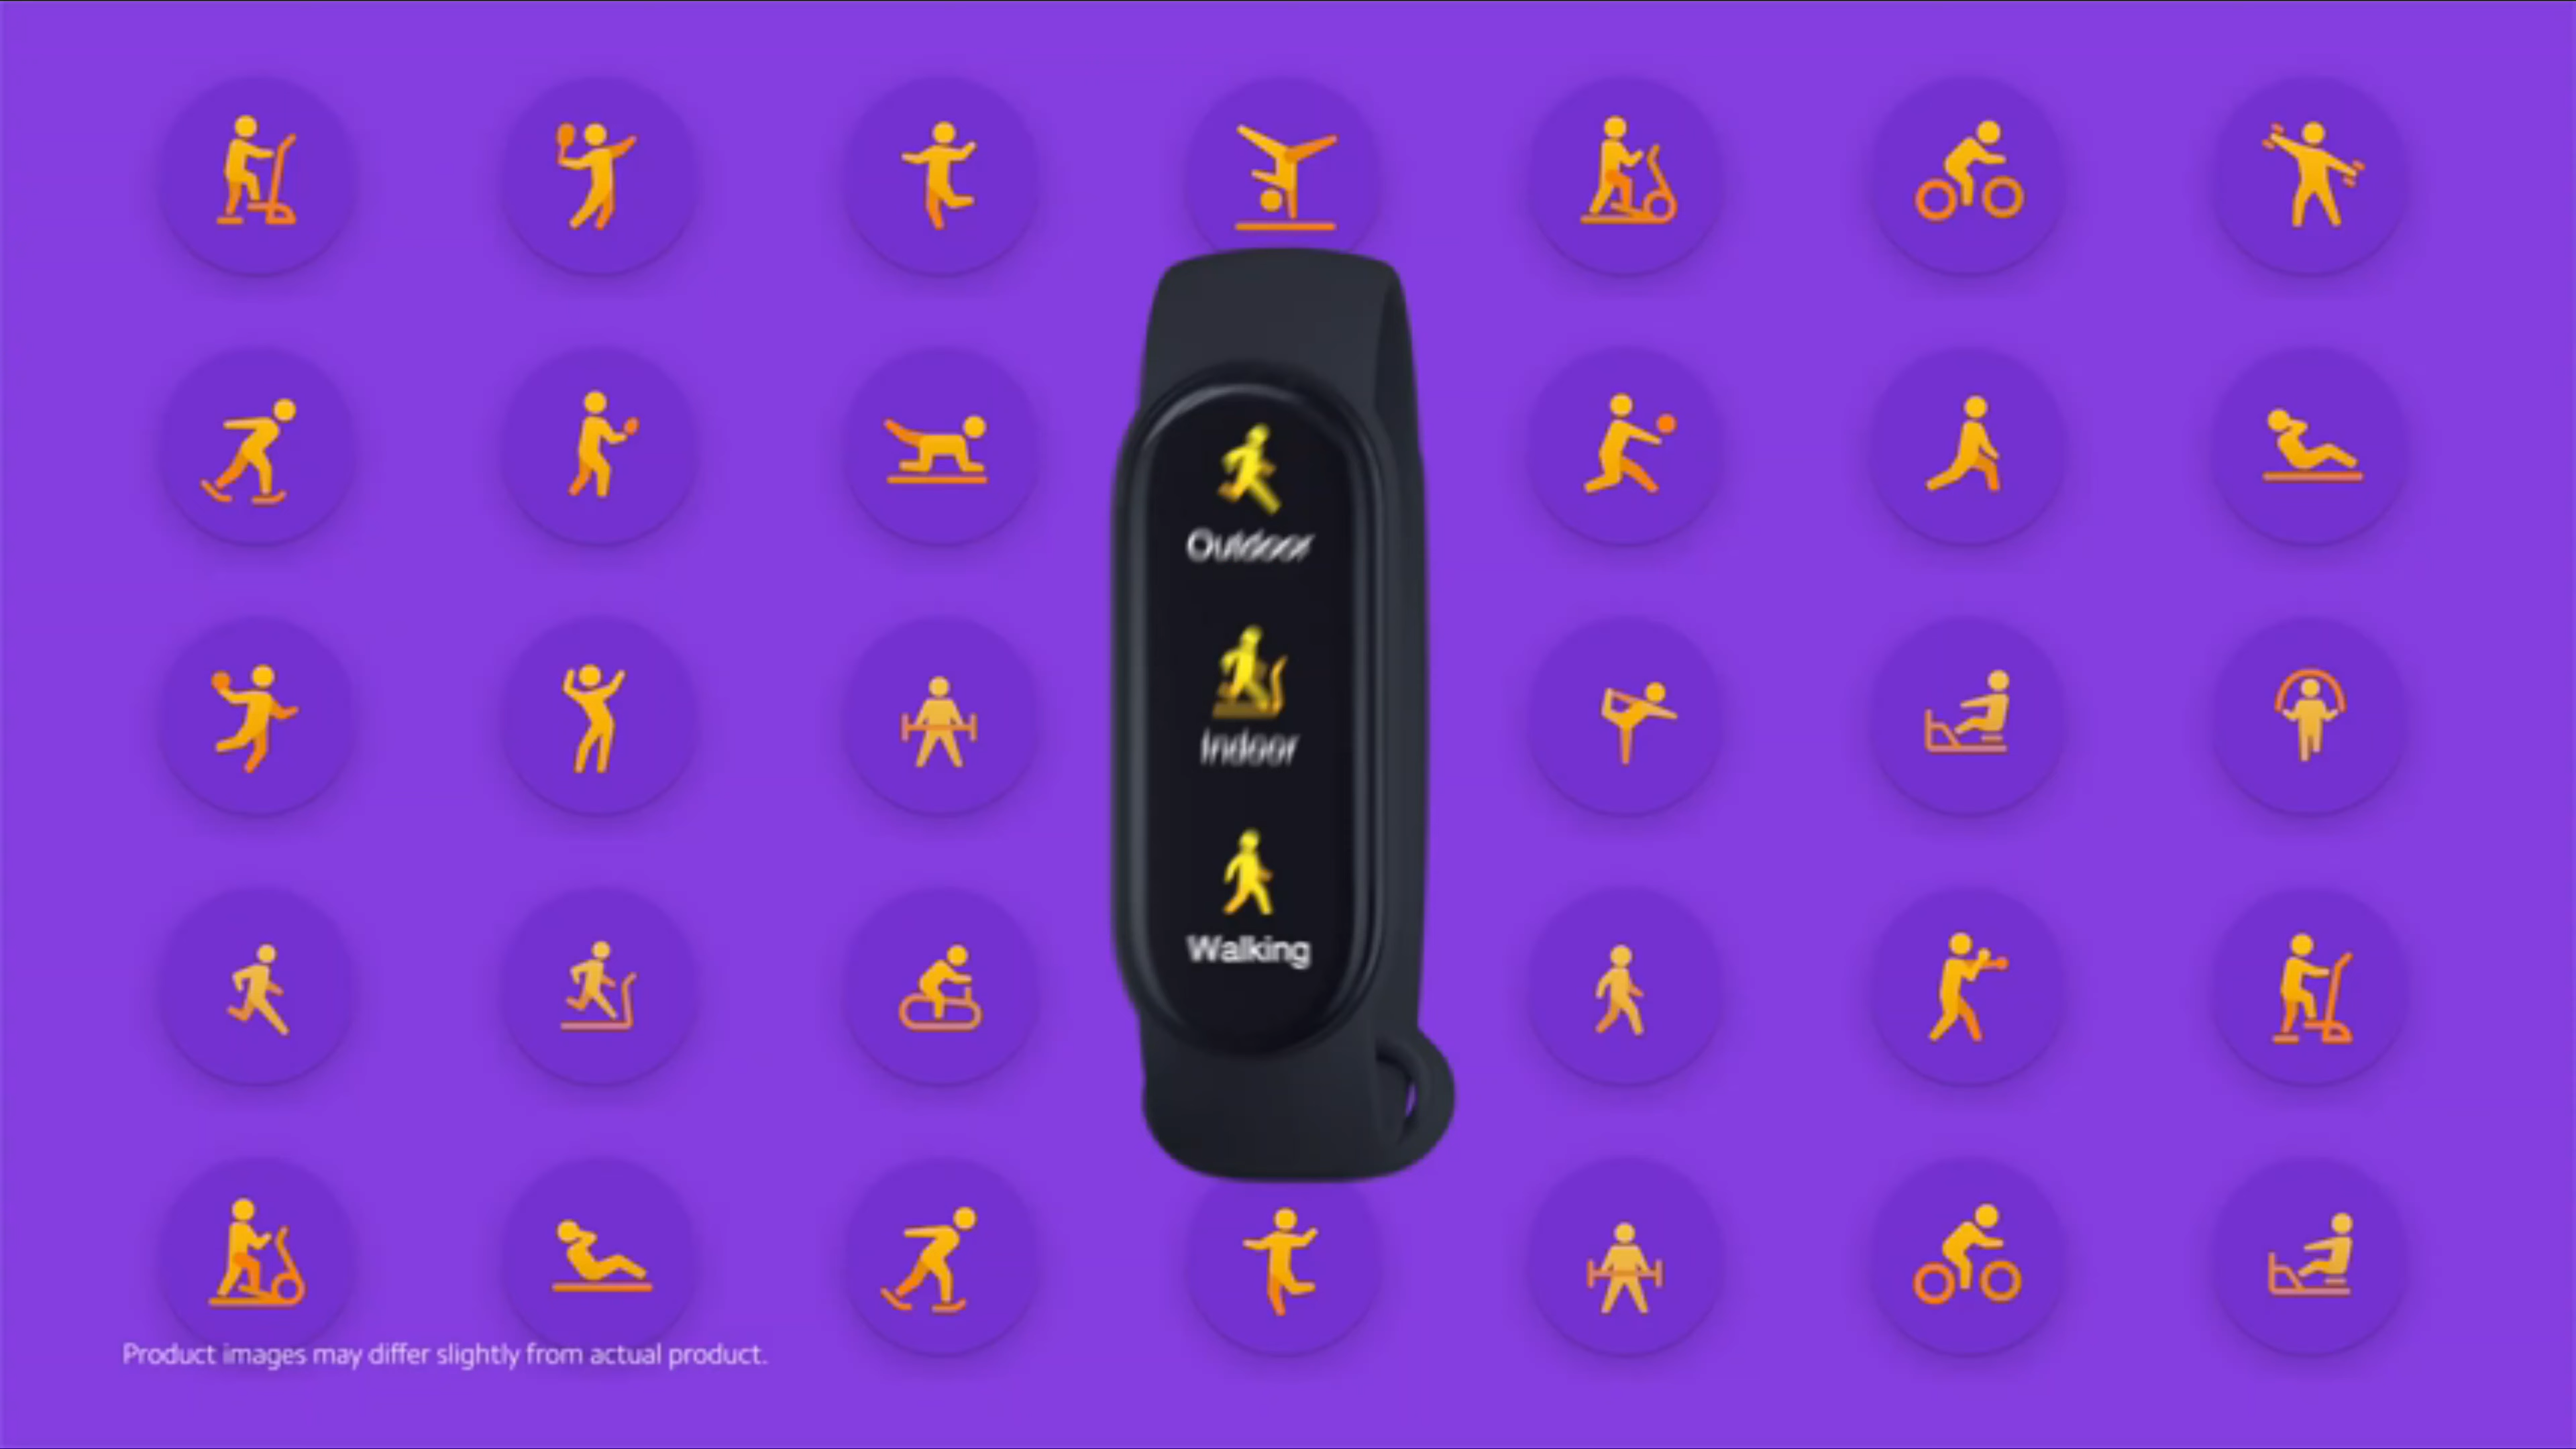 Outdoor
Indoor
Walking
Product images may differ slightly from actual product.